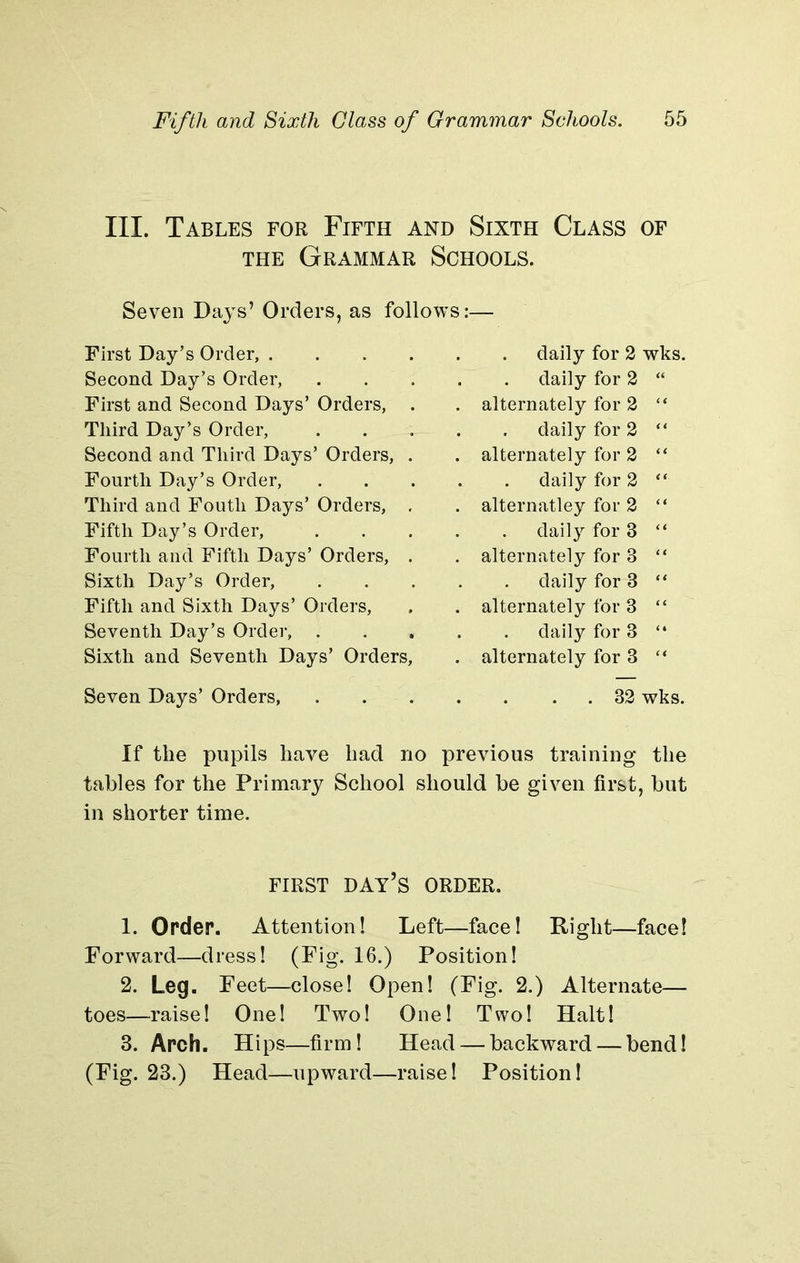 Fifth and Sixth Class of Grammar Schools. 55
III. Tables for Fifth and Sixth Class of
the Grammar Schools.
Seven Days’ Orders, as follows:—
First Day’s Order, . . . . . . daily for 2 wks.
Second Day’s Order, . . . . . daily for 2 “
First and Second Days’ Orders, . . alternately for 2 “
Third Day’s Order, . . . . . daily for 2 “
Second and Third Days’ Orders, . . alternately for 2 “
Fourth Day’s Order, . . . . . daily for 2 “
Third and Fouth Days’ Orders, . . alternatley for 2 “
Fifth Day’s Order, . . . . . daily for 3 “
Fourth and Fifth Days’ Orders, . . alternately for 3 “
Sixth Day’s Order, . . . . . daily for 3 “
Fifth and Sixth Days’ Orders, . . alternately for 3 “
Seventh Day’s Order, . . . . . daily for 3 “
Sixth and Seventh Days’ Orders, . alternately for 3 “
Seven Days’ Orders, . . . . . . . 32 wks.
If the pupils have had no previous training the
tables for the Primary School should be given first, but
in shorter time.
FIRST DAY’S ORDER.
1. Order. Attention! Left—face! Right—face!
Forward—dress! (Fig. 16.) Position!
2. Leg. Feet—close! Open! (Fig. 2.) Alternate—
toes—raise! One! Two! One! Two! Halt!
3. Arch. Hips—firm! Head — backward — bend!
(Fig. 23.) Head—upward—raise! Position!